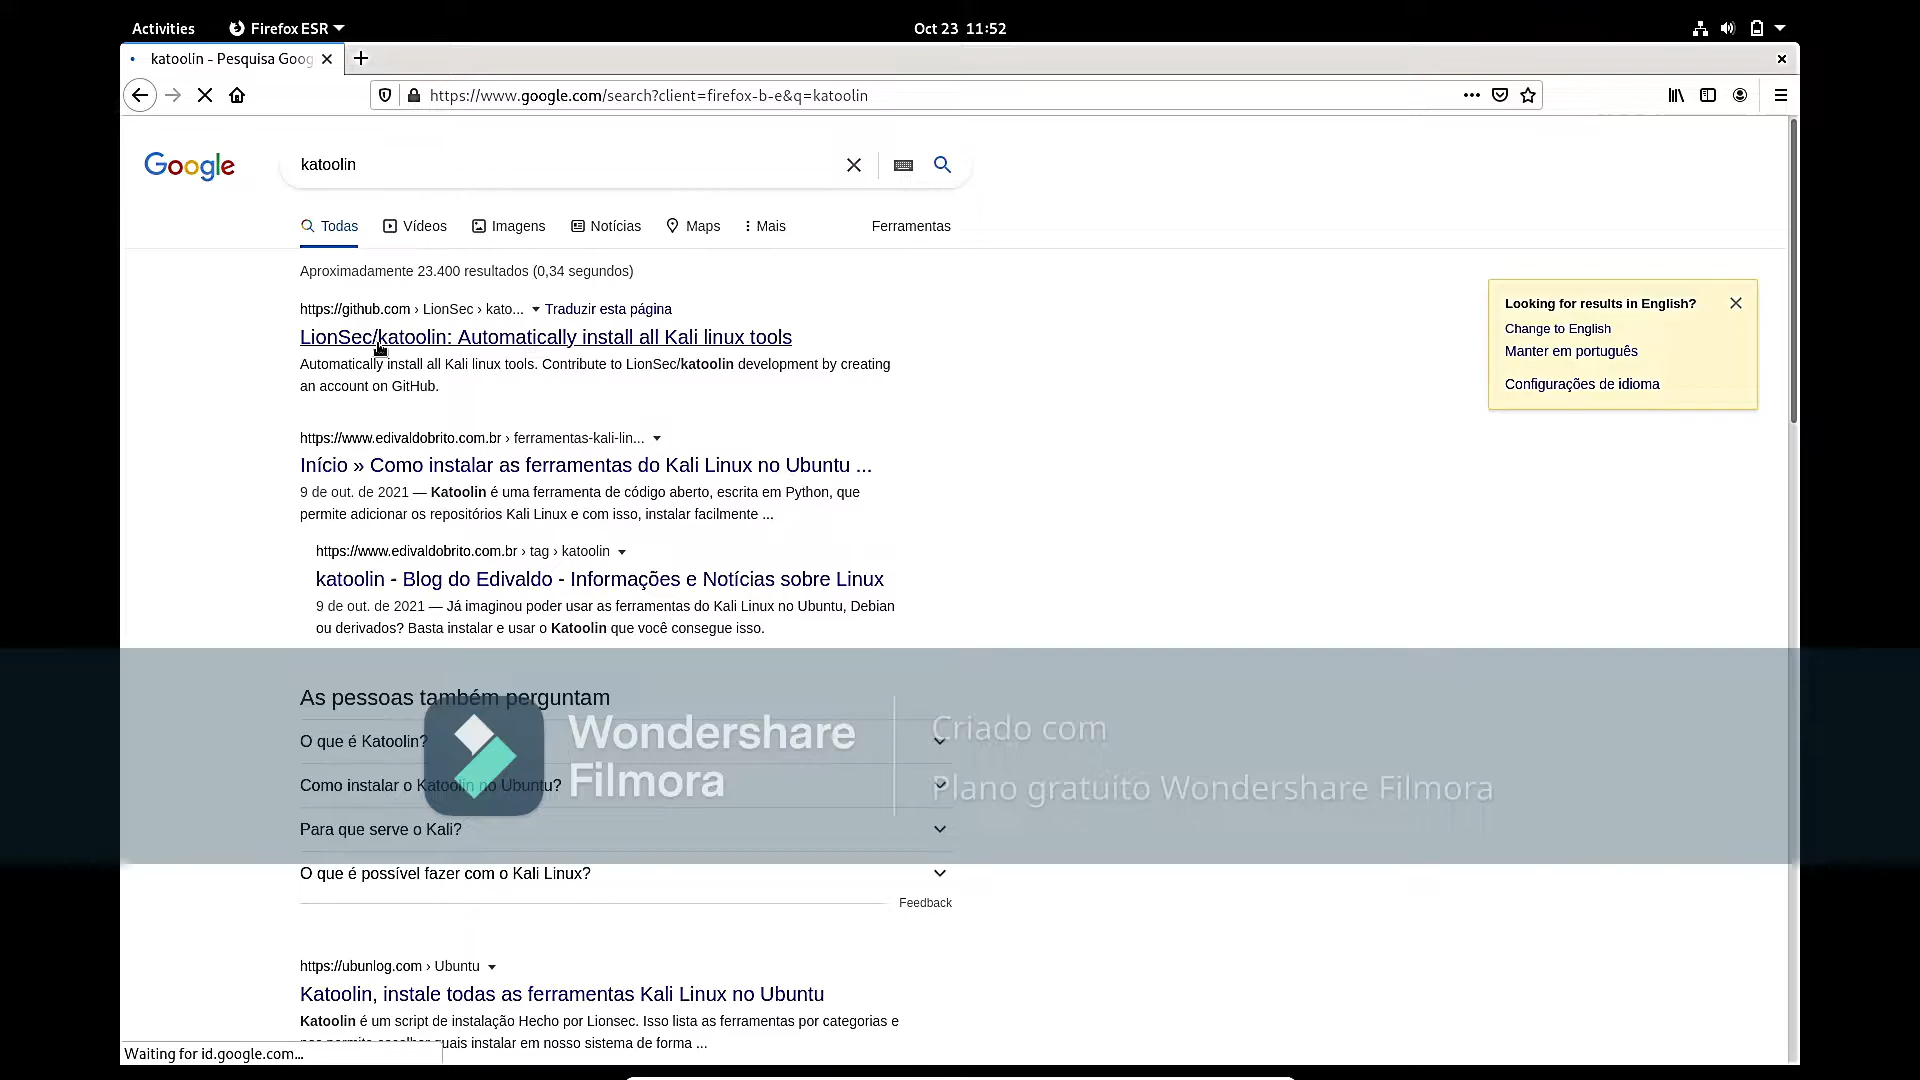 Activities
Firefox ESR
Oct 23 11:52
katoolin - Pesquisa Goog
https://www.google.com/search?client=firefox-b-e&q=katoolin
Google
katoolin
Todas
Vídeos
Imagens
Notícias
Maps
Mais
Ferramentas
Aproximadamente 23.400 resultados (0,34 segundos)
https://github.com › LionSec › kato...
Traduzir esta página
LionSec/katoolin: Automatically install all Kali linux tools
Automatically install all Kali linux tools. Contribute to LionSec/katoolin development by creating
an account on GitHub.
Looking for results in English?
Change to English
Manter em português
Configurações de idioma
https://www.edivaldobrito.com.br › ferramentas-kali-lin...
Início » Como instalar as ferramentas do Kali Linux no Ubuntu ...
9 de out. de 2021 — Katoolin é uma ferramenta de código aberto, escrita em Python, que
permite adicionar os repositórios Kali Linux e com isso, instalar facilmente ...
https://www.edivaldobrito.com.br › tag › katoolin
katoolin - Blog do Edivaldo - Informações e Notícias sobre Linux
9 de out. de 2021 — Já imaginou poder usar as ferramentas do Kali Linux no Ubuntu, Debian
ou derivados? Basta instalar e usar o Katoolin que você consegue isso.
As pessoas também perguntam
O que é Katoolin?
Como instalar o Katoolin no Ubuntu?
Para que serve o Kali?
O que é possível fazer com o Kali Linux?
Feedback
Wondershare
Filmora
Criado com
Plano gratuito Wondershare Filmora
https://ubunlog.com › Ubuntu
Katoolin, instale todas as ferramentas Kali Linux no Ubuntu
Katoolin é um script de instalação Hecho por Lionsec. Isso lista as ferramentas por categorias e
quais instalar em nosso sistema de forma ...
Waiting for id.google.com...